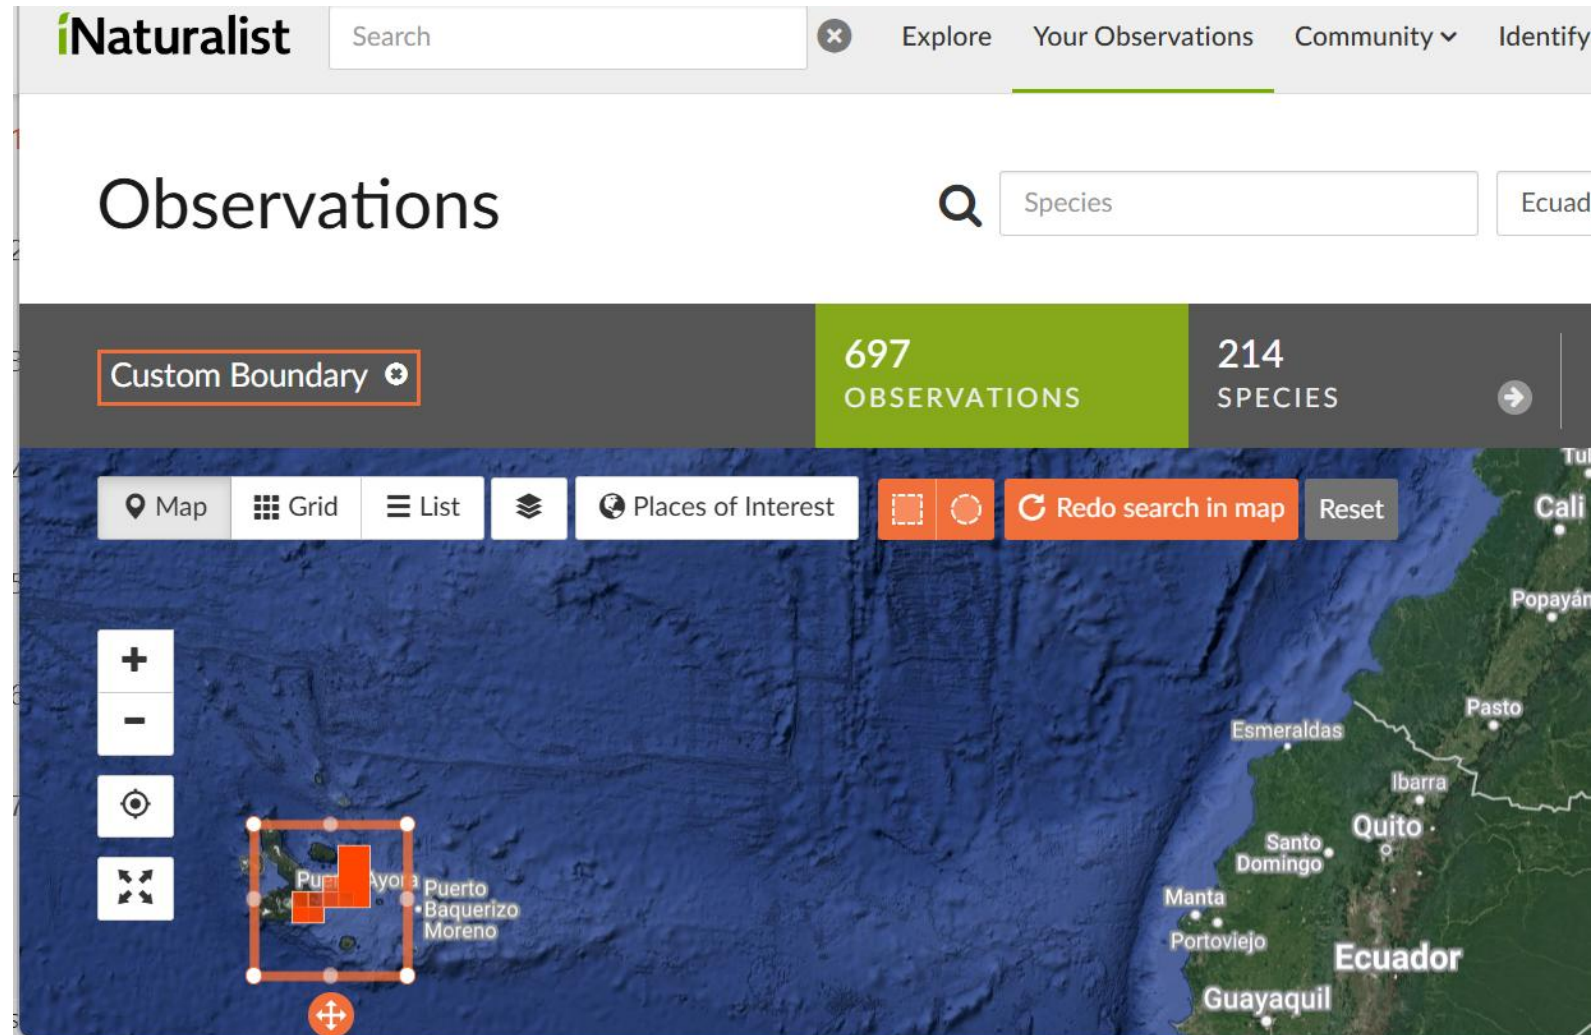 iNaturalist
Search
Explore
Your Observations
Community
Identify
Observations
Species
Ecuad
Custom Boundary
697
OBSERVATIONS
214
SPECIES
Map
Grid
List
Places of Interest
Redo search in map
Reset
Cali
Popayán
Pasto
Esmeraldas
Ibarra
Quito
Santo
Domingo
Manta
Portoviejo
Ecuador
Guayaquil
Puerto
Baquerizo
Moreno